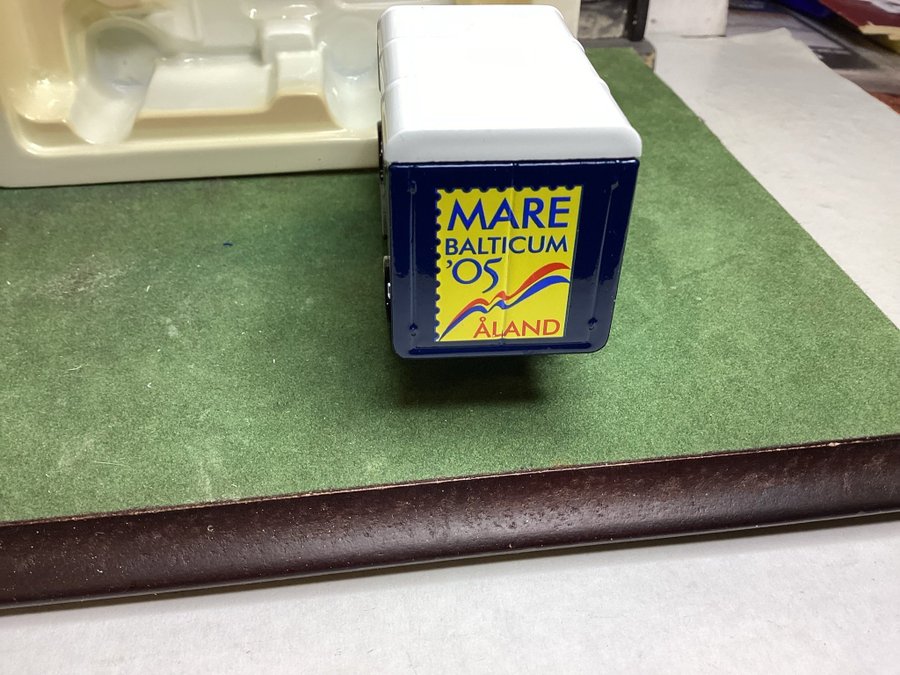 MARE
BALTICUM
'05
ÅLAND